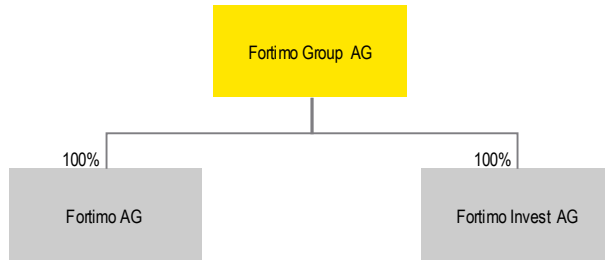 Fortimo Group AG
100%
100%
Fortimo AG
Fortimo Invest AG